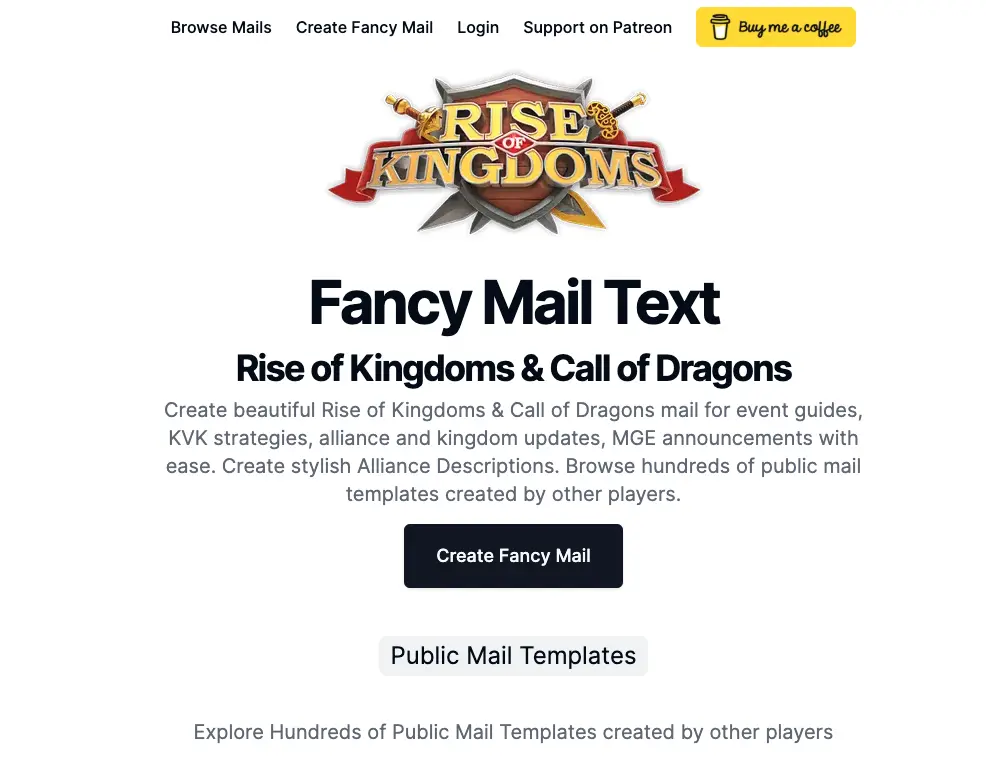 Browse Mails Create Fancy Mail Login Support on Patreon Buy me a coffee
RISE
OF
KINGDOMS
Fancy Mail Text
Rise of Kingdoms & Call of Dragons
Create beautiful Rise of Kingdoms & Call of Dragons mail for event guides,
KVK strategies, alliance and kingdom updates, MGE announcements with
ease. Create stylish Alliance Descriptions. Browse hundreds of public mail
templates created by other players.
Create Fancy Mail
Public Mail Templates
Explore Hundreds of Public Mail Templates created by other players